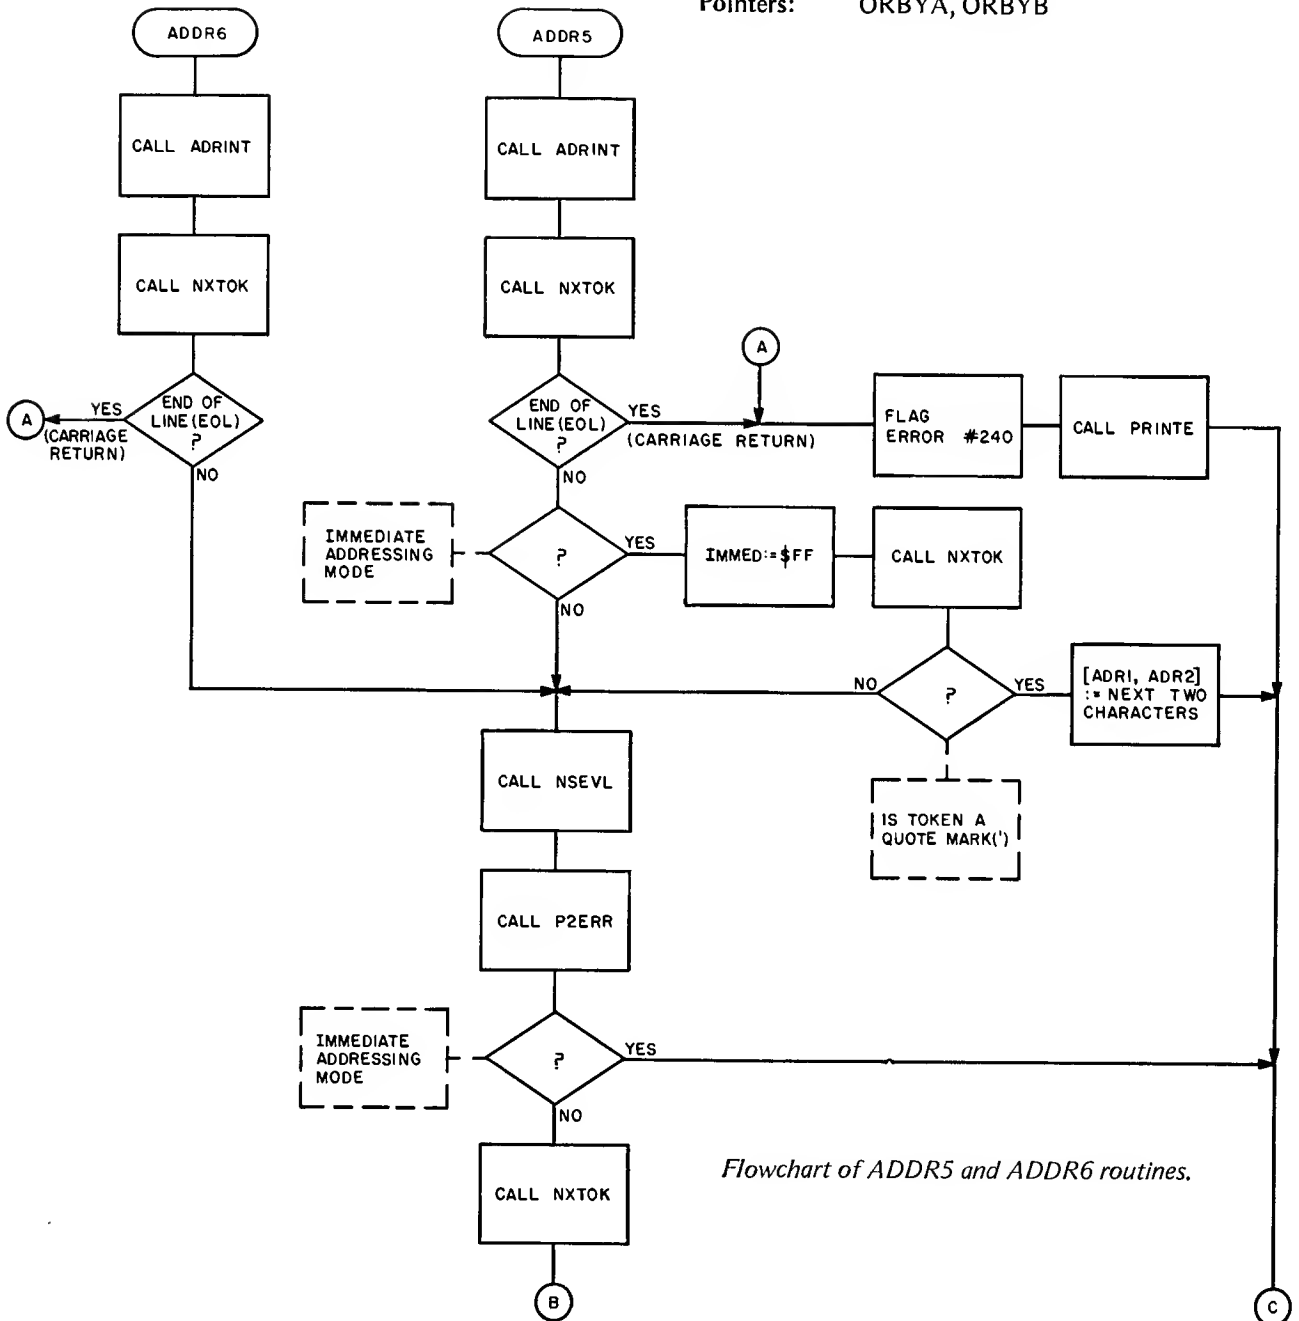 Pointers: ORBYA, ORBYB
ADDR6
ADDR5
CALL ADRINT
CALL ADRINT
CALL NXTOK
CALL NXTOK
A
A
YES
(CARRIAGE
RETURN)
END OF
LINE(EOL)
?
NO
END OF
LINE(EOL)
?
YES
(CARRIAGE RETURN)
NO
FLAG
ERROR #240
CALL PRINTE
IMMEDIATE
ADDRESSING
MODE
?
YES
NO
IMMED:=$FF
CALL NXTOK
NO
?
YES
[ADR1, ADR2]
:= NEXT TWO
CHARACTERS
IS TOKEN A
QUOTE MARK(')
CALL NSEVL
CALL P2ERR
IMMEDIATE
ADDRESSING
MODE
?
YES
NO
CALL NXTOK
Flowchart of ADDR5 and ADDR6 routines.
B
C